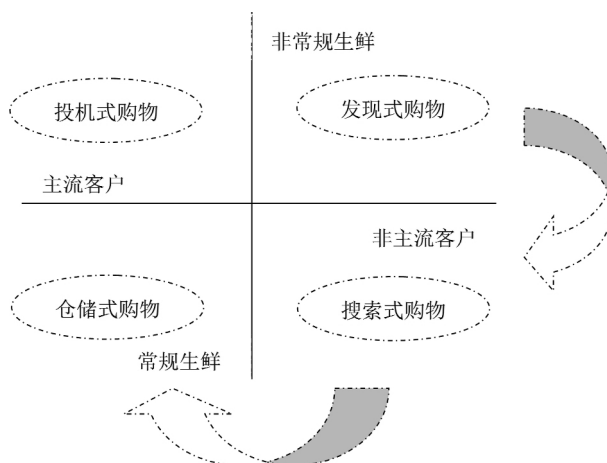 非常规生鲜
投机式购物
发现式购物
主流客户
非主流客户
仓储式购物
搜索式购物
常规生鲜